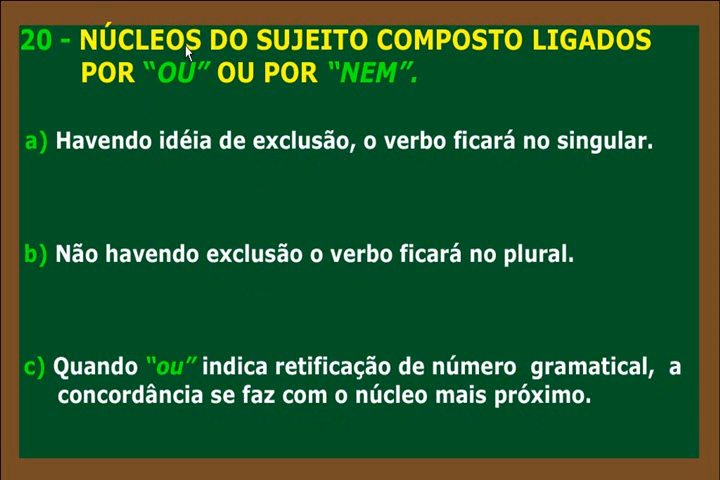 20 - NÚCLEOS DO SUJEITO COMPOSTO LIGADOS
POR “OU” OU POR “NEM”.
a) Havendo idéia de exclusão, o verbo ficará no singular.
b) Não havendo exclusão o verbo ficará no plural.
c) Quando “ou” indica retificação de número gramatical, a
concordância se faz com o núcleo mais próximo.